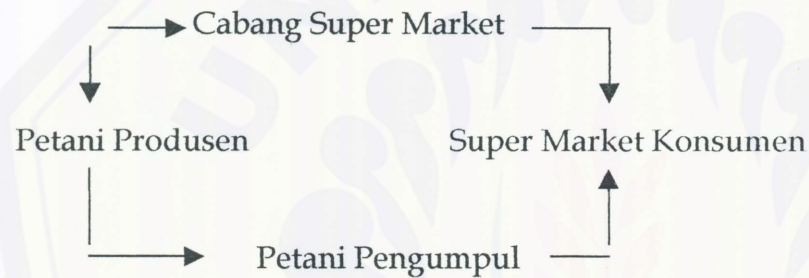 Cabang Super Market
Petani Produsen
Super Market Konsumen
Petani Pengumpul